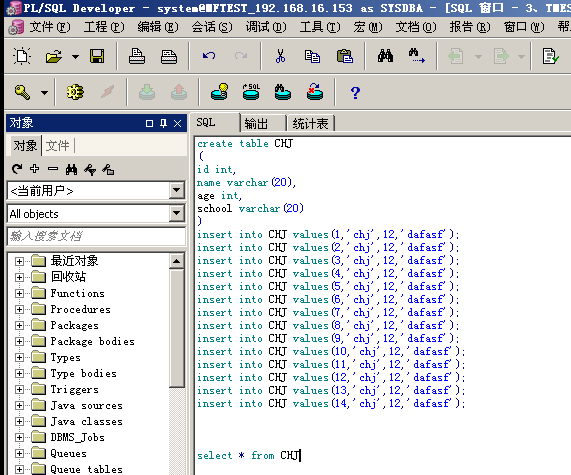 PL/SQL Developer - system@MFTEST_192.168.16.153 as SYSDBA - [SQL 窗口 - 3、TMES
文件(F) 工程(P) 编辑(E) 会话(S) 调试(D) 工具(T) 宏(M) 文档(O) 报告(R) 窗口(W) 帮
SQL
?
对象
对象 文件
<当前用户>
All objects
输入搜索文档
最近对象
回收站
Functions
Procedures
Packages
Package bodies
Types
Type bodies
Triggers
Java sources
Java classes
DBMS_Jobs
Queues
Queue tables
SQL 输出 统计表
create table CHJ
(
id int,
name varchar(20),
age int,
school varchar(20)
)
insert into CHJ values(1,'chj',12,'dafasf');
insert into CHJ values(2,'chj',12,'dafasf');
insert into CHJ values(3,'chj',12,'dafasf');
insert into CHJ values(4,'chj',12,'dafasf');
insert into CHJ values(5,'chj',12,'dafasf');
insert into CHJ values(6,'chj',12,'dafasf');
insert into CHJ values(7,'chj',12,'dafasf');
insert into CHJ values(8,'chj',12,'dafasf');
insert into CHJ values(9,'chj',12,'dafasf');
insert into CHJ values(10,'chj',12,'dafasf');
insert into CHJ values(11,'chj',12,'dafasf');
insert into CHJ values(12,'chj',12,'dafasf');
insert into CHJ values(13,'chj',12,'dafasf');
insert into CHJ values(14,'chj',12,'dafasf');
select * from CHJ